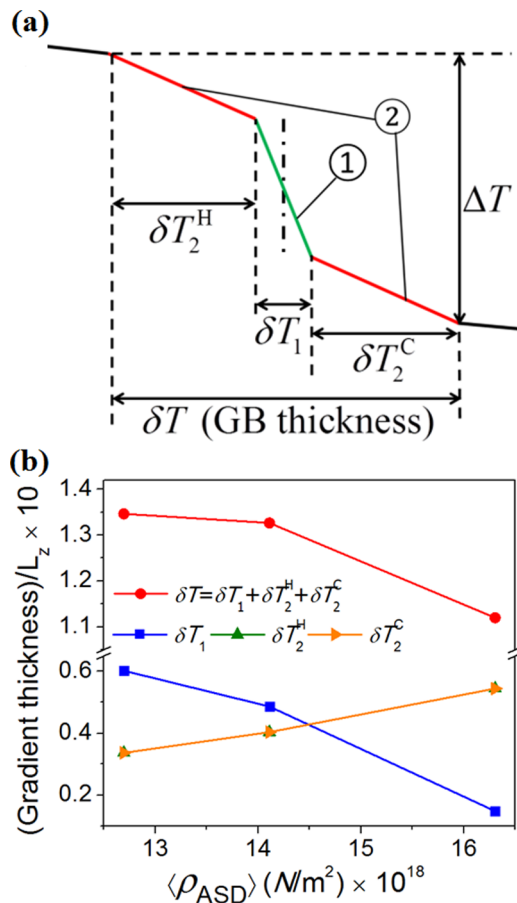 (a)
2
1
ΔT
δT₂ᴴ
δT₁
δT₂ᶜ
δT (GB thickness)
(b)
(Gradient thickness)/L_z × 10
1.4
1.3
1.2
1.1
0.6
0.4
0.2
δT=δT₁+δT₂ᴴ+δT₂ᶜ
δT₁ δT₂ᴴ δT₂ᶜ
13 14 15 16
⟨ρ_ASD⟩ (N/m²) × 10¹⁸